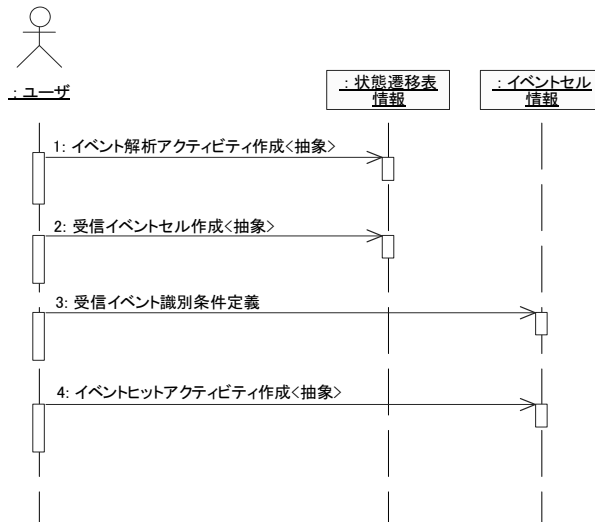 : ユーザ
: 状態遷移表
情報
: イベントセル
情報
1: イベント解析アクティビティ作成<抽象>
2: 受信イベントセル作成<抽象>
3: 受信イベント識別条件定義
4: イベントヒットアクティビティ作成<抽象>